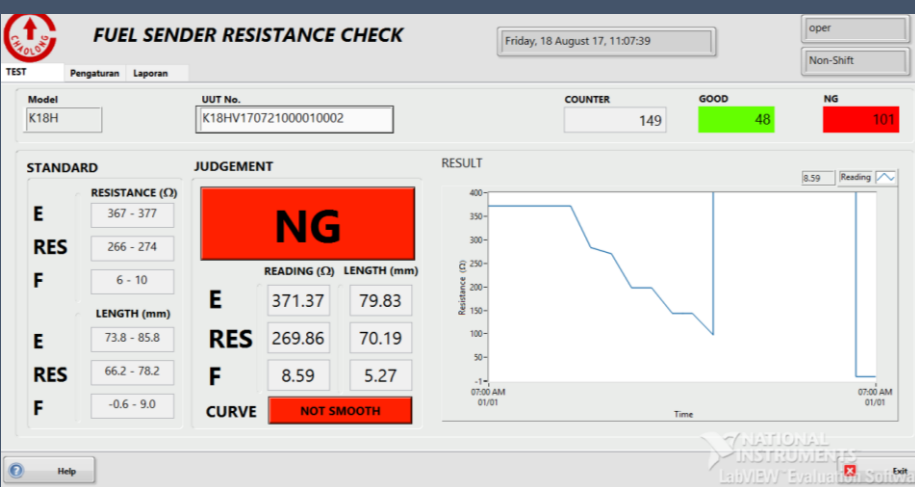 CHAOLONG
FUEL SENDER RESISTANCE CHECK
Friday, 18 August 17, 11:07:39
oper
Non-Shift
TEST Pengaturan Laporan
Model
K18H
UUT No.
K18HV170721000010002
COUNTER
149
GOOD
48
NG
101
STANDARD
RESISTANCE (Ω)
E 367 - 377
RES 266 - 274
F 6 - 10
LENGTH (mm)
E 73.8 - 85.8
RES 66.2 - 78.2
F -0.6 - 9.0
JUDGEMENT
NG
READING (Ω) LENGTH (mm)
E 371.37 79.83
RES 269.86 70.19
F 8.59 5.27
CURVE NOT SMOOTH
RESULT
8.59 Reading
Resistance (Ω)
400
350
300
250
200
150
100
50
-1
07:00 AM
01/01
07:00 AM
01/01
Time
NATIONAL
INSTRUMENTS
LabVIEW™ Evaluation Softwa
Help
Exit